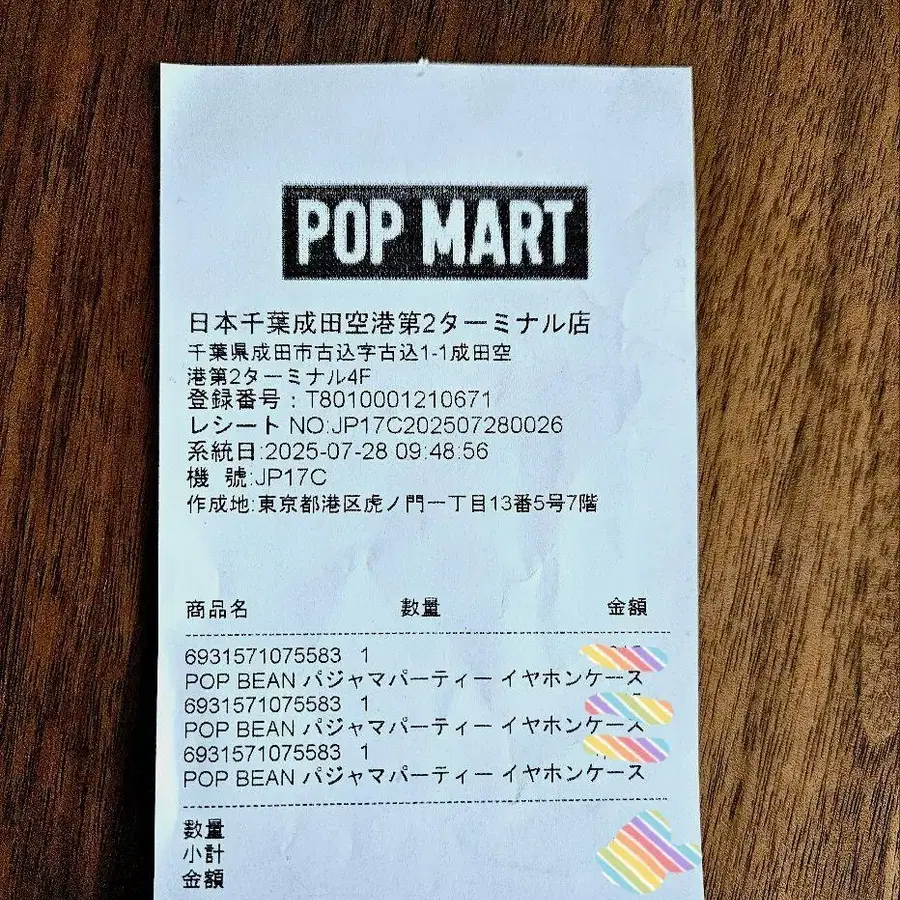 POP MART
日本千葉成田空港第2ターミナル店
千葉県成田市古込字古込1-1成田空
港第2ターミナル4F
登録番号：T8010001210671
レシート NO:JP17C202507280026
系統日:2025-07-28 09:48:56
機 號:JP17C
作成地:東京都港区虎ノ門一丁目13番5号7階
商品名 數量 金額
6931571075583 1
POP BEAN パジャマパーティー イヤホンケース
6931571075583 1
POP BEAN パジャマパーティー イヤホンケース
6931571075583 1
POP BEAN パジャマパーティー イヤホンケース
數量
小計
金額